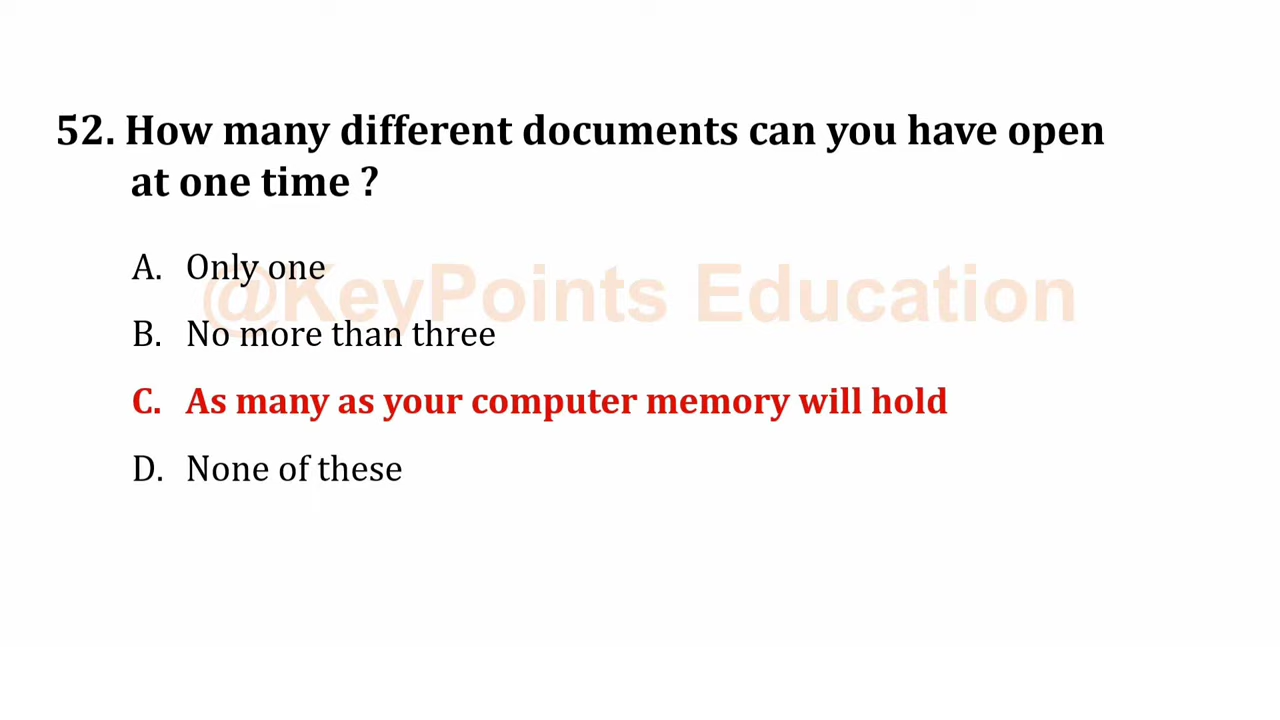 52. How many different documents can you have open
at one time ?
A. Only one
@KeyPoints Education
B. No more than three
C. As many as your computer memory will hold
D. None of these